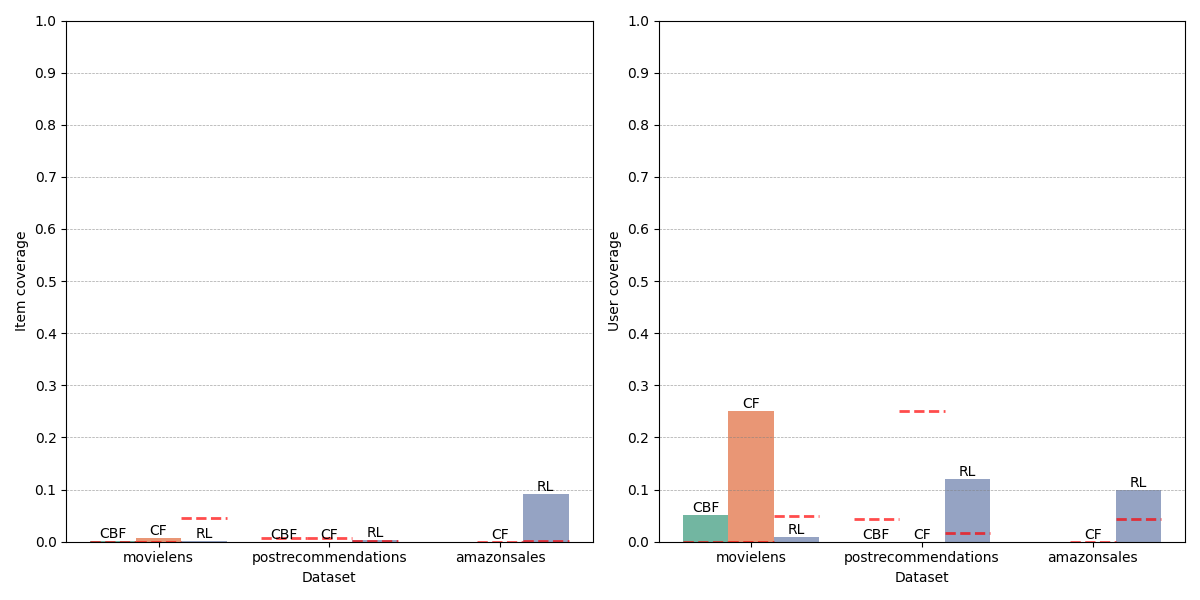 1.0
0.9
0.8
0.7
0.6
0.5
0.4
0.3
0.2
0.1
0.0
Item coverage
CBF
CF
RL
CBF
CF
RL
CF
RL
movielens
postrecommendations
amazonsales
Dataset
1.0
0.9
0.8
0.7
0.6
0.5
0.4
0.3
0.2
0.1
0.0
User coverage
CBF
CF
RL
CBF
CF
RL
CF
RL
movielens
postrecommendations
amazonsales
Dataset